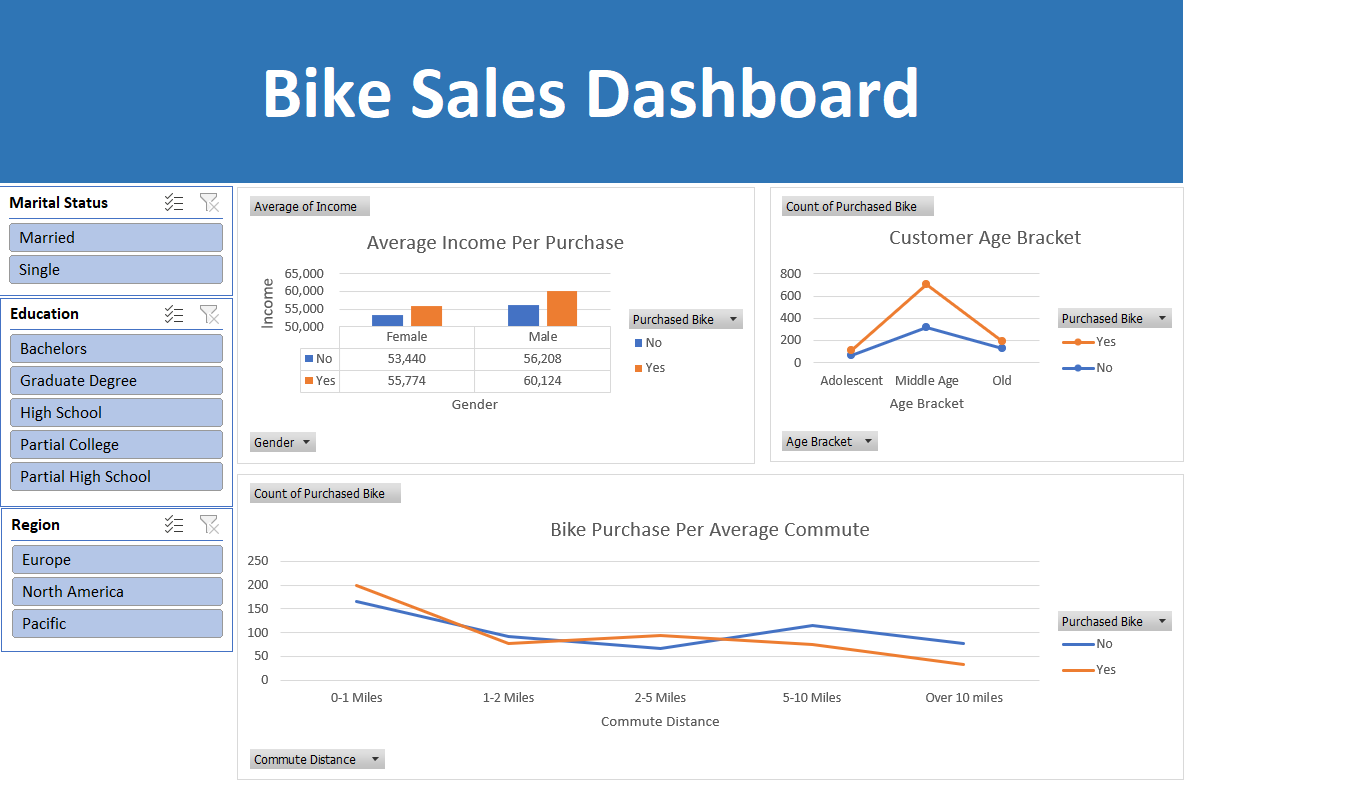 Bike Sales Dashboard
Marital Status
Married
Single
Education
Bachelors
Graduate Degree
High School
Partial College
Partial High School
Region
Europe
North America
Pacific
Average of Income
Average Income Per Purchase
Income
65,000
60,000
55,000
50,000
Female Male
No 53,440 56,208
Yes 55,774 60,124
Gender
Purchased Bike
No
Yes
Gender
Count of Purchased Bike
Customer Age Bracket
800
600
400
200
0
Adolescent Middle Age Old
Age Bracket
Purchased Bike
Yes
No
Age Bracket
Count of Purchased Bike
Bike Purchase Per Average Commute
250
200
150
100
50
0
0-1 Miles 1-2 Miles 2-5 Miles 5-10 Miles Over 10 miles
Commute Distance
Purchased Bike
No
Yes
Commute Distance